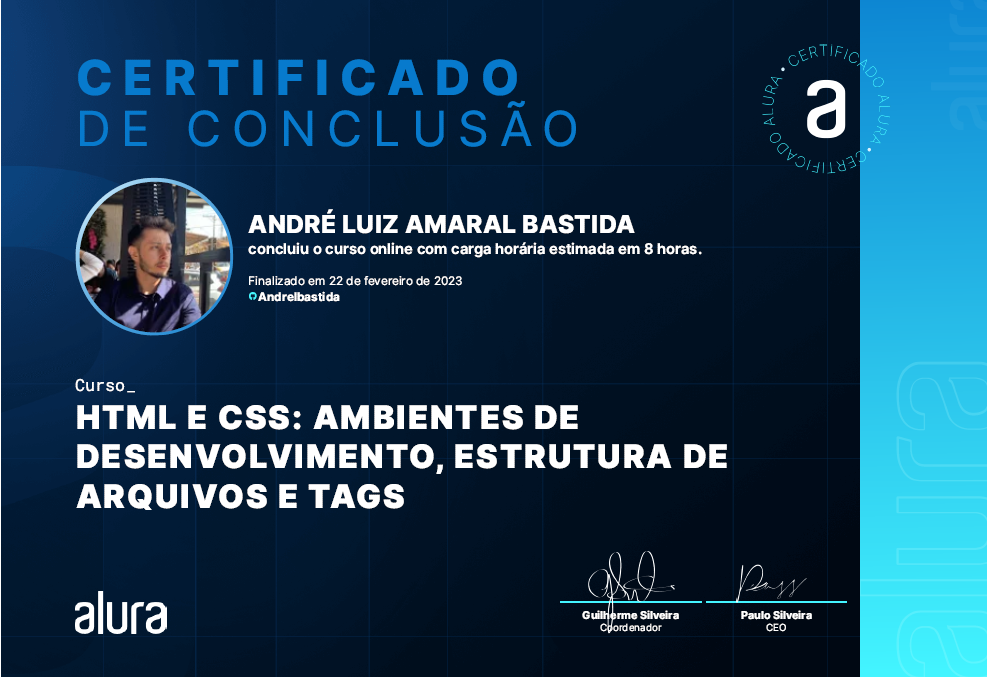 CERTIFICADO
DE CONCLUSÃO
CERTIFICADO ALURA • CERTIFICADO ALURA •
a
ANDRÉ LUIZ AMARAL BASTIDA
concluiu o curso online com carga horária estimada em 8 horas.
Finalizado em 22 de fevereiro de 2023
Andrelbastida
Curso_
HTML E CSS: AMBIENTES DE
DESENVOLVIMENTO, ESTRUTURA DE
ARQUIVOS E TAGS
alura
Guilherme Silveira
Coordenador
Paulo Silveira
CEO
alura
alura